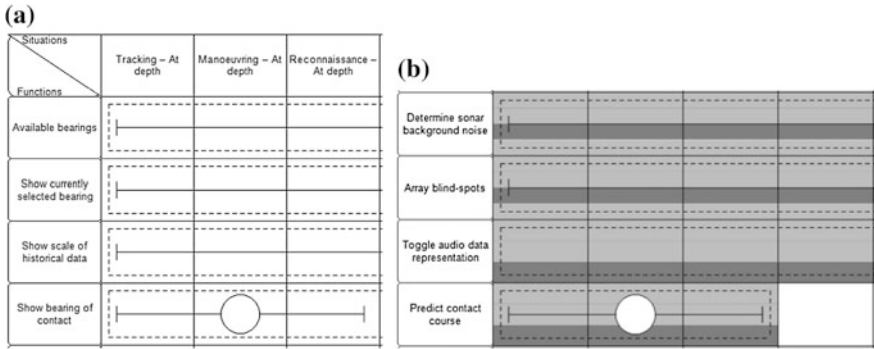 (a)
Situations
Functions
Tracking – At
depth
Manoeuvring – At
depth
Reconnaissance –
At depth
Available bearings
Show currently
selected bearing
Show scale of
historical data
Show bearing of
contact
(b)
Determine sonar
background noise
Array blind-spots
Toggle audio data
representation
Predict contact
course